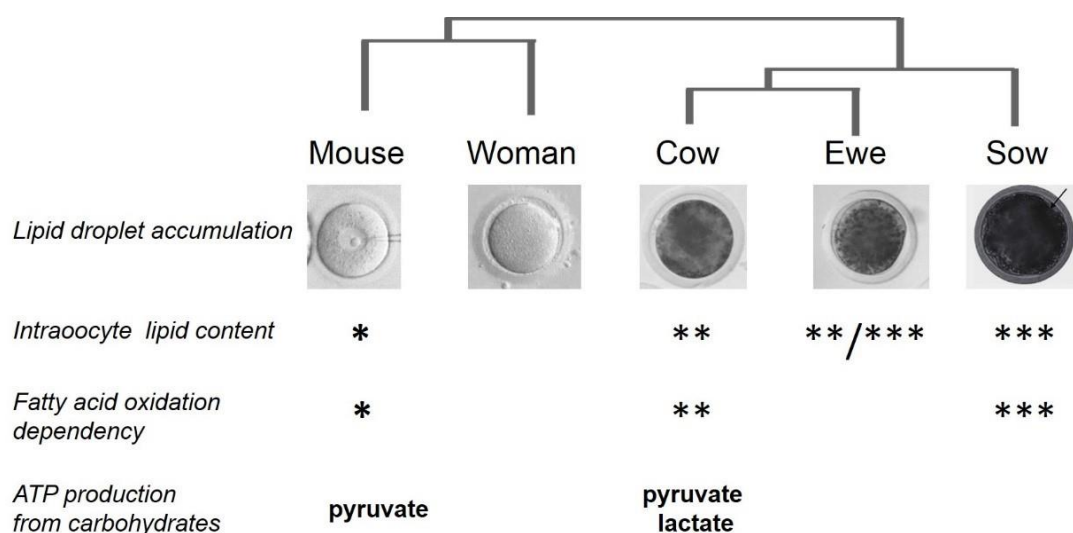 Mouse Woman Cow Ewe Sow
Lipid droplet accumulation
Intraoocyte lipid content * ** **/*** ***
Fatty acid oxidation
dependency * ** ***
ATP production
from carbohydrates
pyruvate
pyruvate
lactate